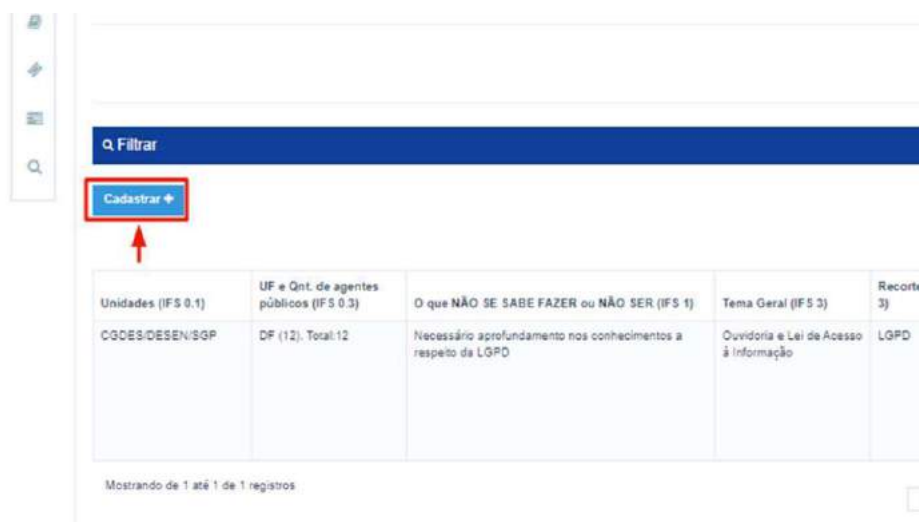 Filtrar
Cadastrar +
Unidades (IFS 0.1)
UF e Qnt. de agentes
públicos (IFS 0.3)
O que NÃO SE SABE FAZER ou NÃO SER (IFS 1)
Tema Geral (IFS 3)
Recorte
3)
CGDES/DESEN/SGP
DF (12). Total:12
Necessário aprofundamento nos conhecimentos a
respeito da LGPD
Ouvidoria e Lei de Acesso
à Informação
LGPD
Mostrando de 1 até 1 de 1 registros